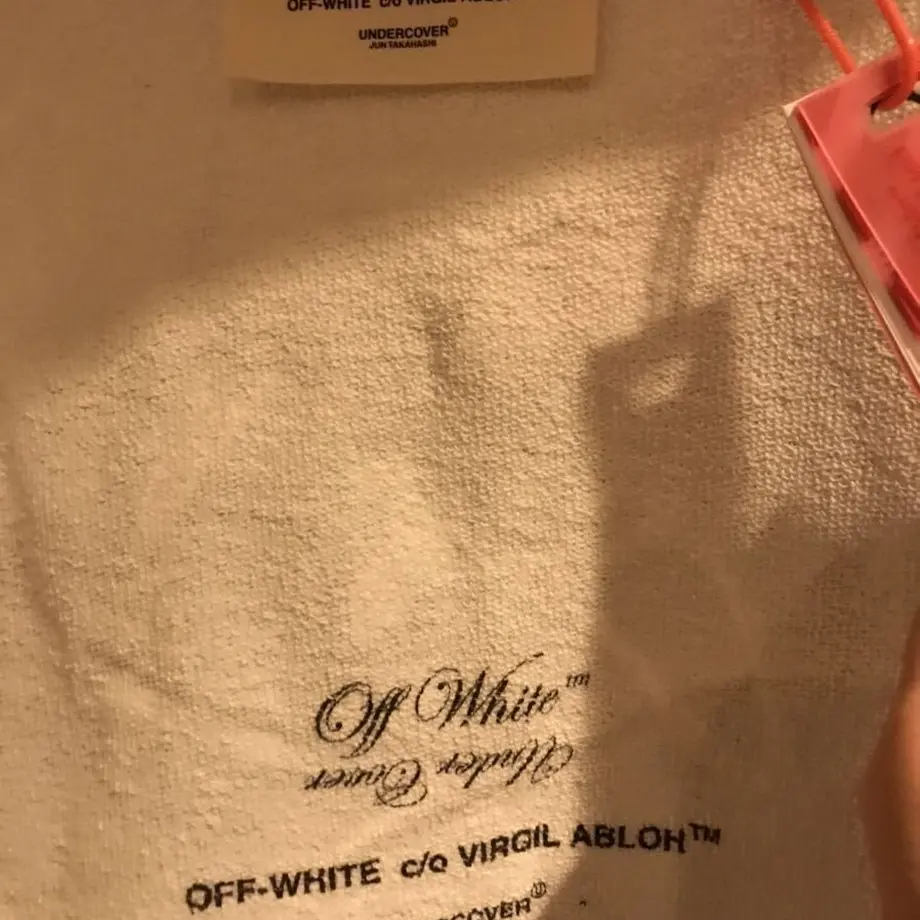 OFF-WHITE c/o VIRGIL ABLOH
UNDERCOVER®
JUN TAKAHASHI
Off White™
Under Cover
OFF-WHITE c/o VIRGIL ABLOH™